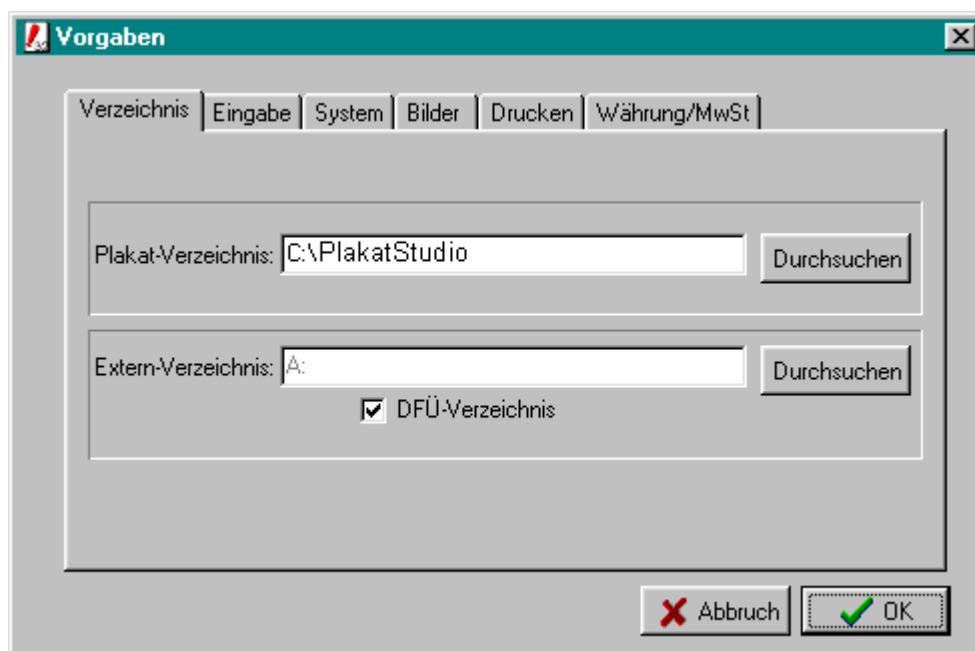 Vorgaben
Verzeichnis Eingabe System Bilder Drucken Währung/MwSt
Plakat-Verzeichnis: C:\PlakatStudio Durchsuchen
Extern-Verzeichnis: A: Durchsuchen
DFÜ-Verzeichnis
Abbruch OK